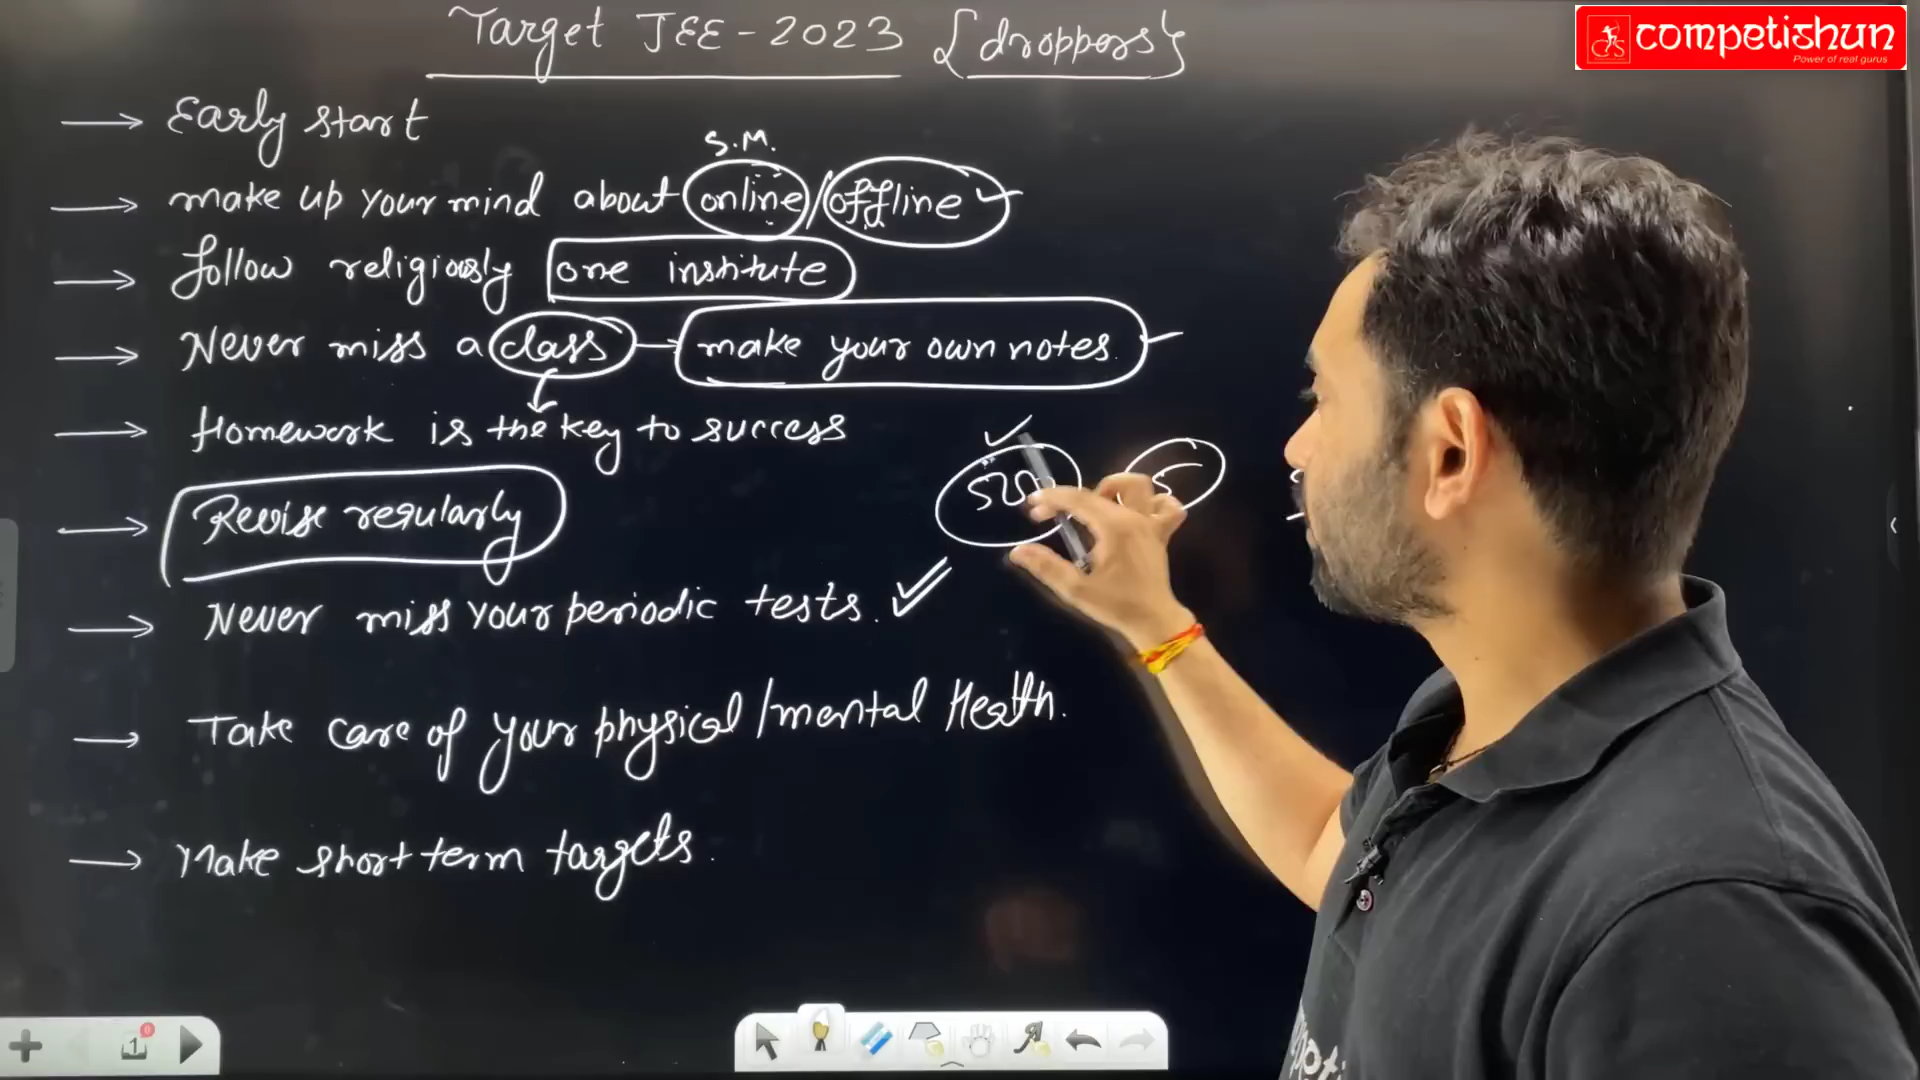 Target JEE-2023 {droppers}
competishun
Power of real gurus
→ Early start
S.M.
→ make up your mind about online/offline
→ follow religiously one institute
→ Never miss a class → make your own notes.
→ Homework is the key to success
→ Revise regularly
5
→ Never miss your periodic tests.
→ Take care of your physical/mental Health.
→ Make short term targets.
1